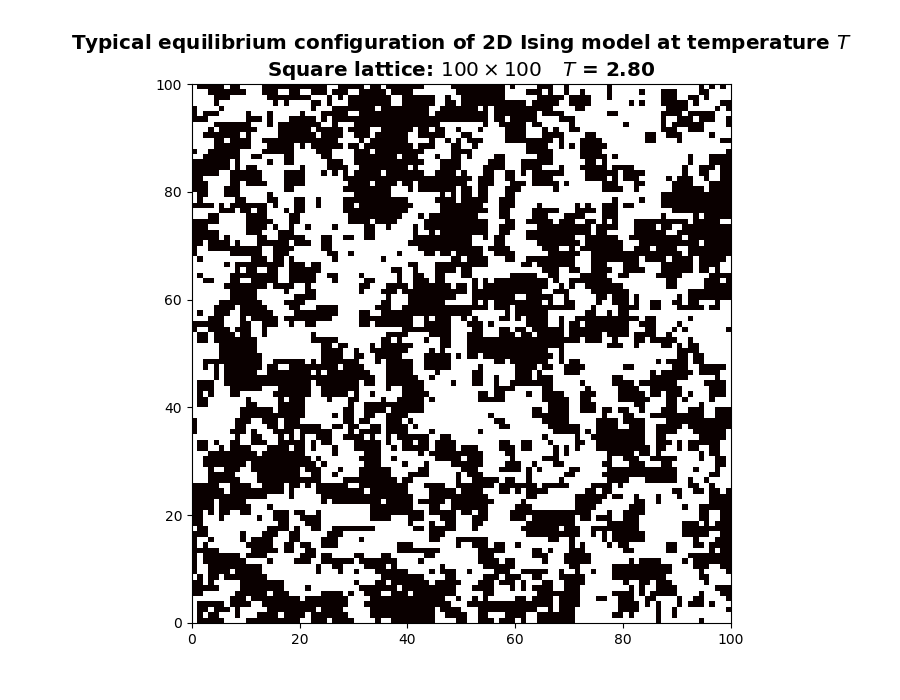 Typical equilibrium configuration of 2D Ising model at temperature T
Square lattice: 100 × 100 T = 2.80
100
80
60
40
20
0
0 20 40 60 80 100